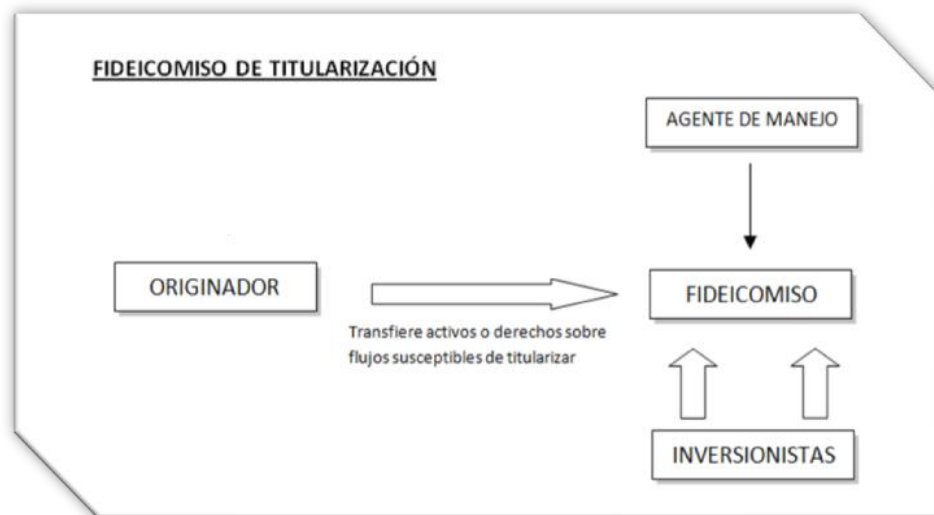 FIDEICOMISO DE TITULARIZACIÓN
AGENTE DE MANEJO
ORIGINADOR
FIDEICOMISO
Transfiere activos o derechos sobre
flujos susceptibles de titularizar
INVERSIONISTAS